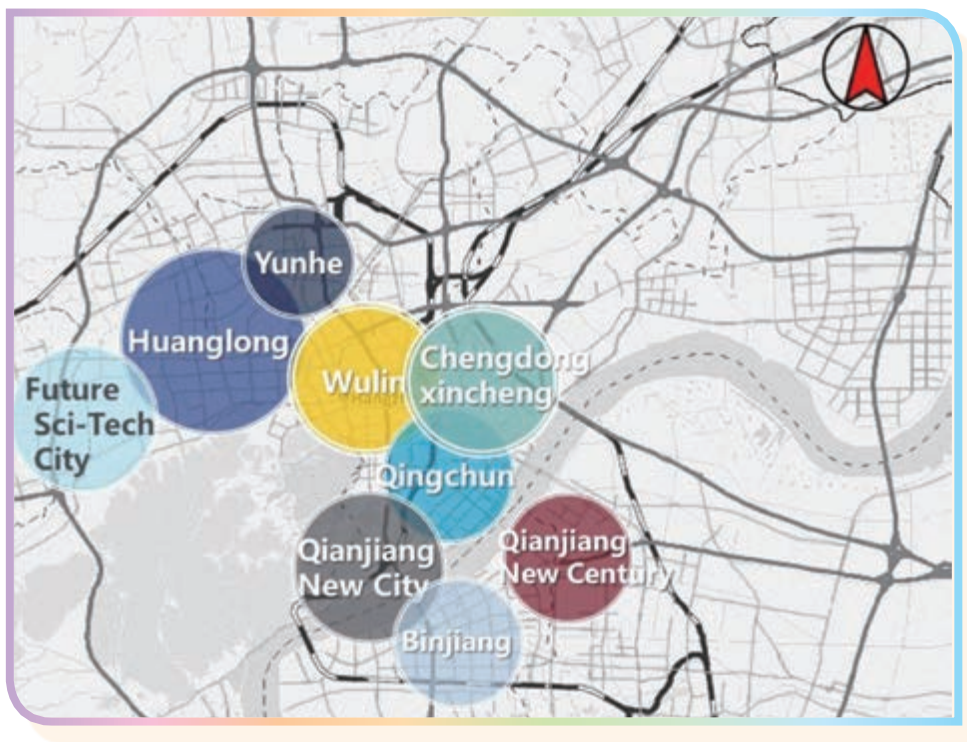 Yunhe
Huanglong
Chengdong
xincheng
Wulin
Future
Sci-Tech
City
Qingchun
Qianjiang
New City
Qianjiang
New Century
Binjiang